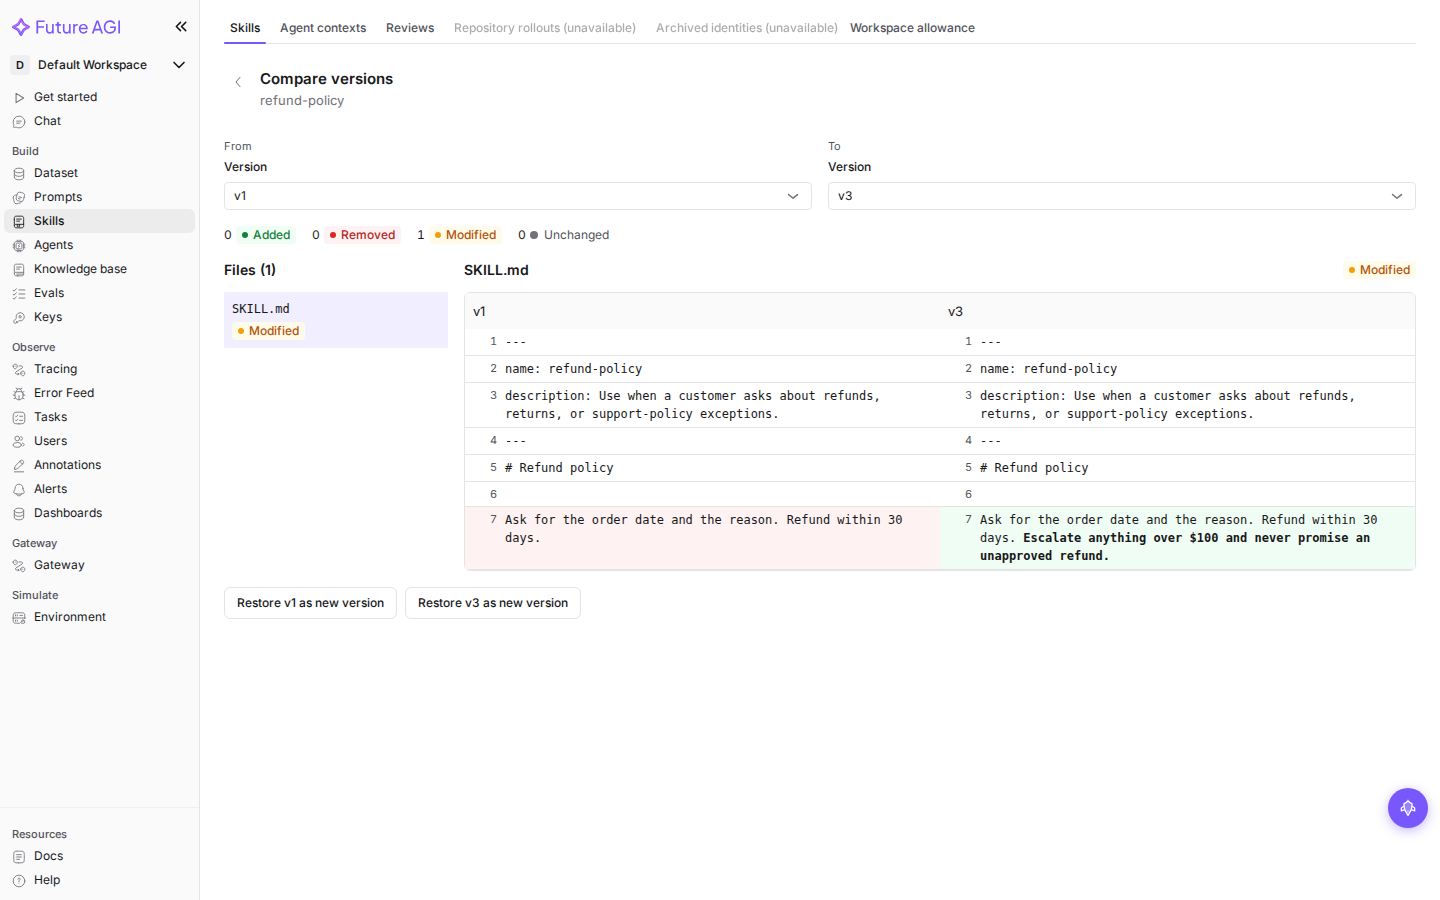 Future AGI
D Default Workspace
Get started
Chat
Build
Dataset
Prompts
Skills
Agents
Knowledge base
Evals
Keys
Observe
Tracing
Error Feed
Tasks
Users
Annotations
Alerts
Dashboards
Gateway
Gateway
Simulate
Environment
Resources
Docs
Help
Skills Agent contexts Reviews Repository rollouts (unavailable) Archived identities (unavailable) Workspace allowance
Compare versions
refund-policy
From
Version
v1
To
Version
v3
0 Added 0 Removed 1 Modified 0 Unchanged
Files (1)
SKILL.md
Modified
SKILL.md Modified
v1
1 ---
2 name: refund-policy
3 description: Use when a customer asks about refunds,
returns, or support-policy exceptions.
4 ---
5 # Refund policy
6
7 Ask for the order date and the reason. Refund within 30
days.
v3
1 ---
2 name: refund-policy
3 description: Use when a customer asks about refunds,
returns, or support-policy exceptions.
4 ---
5 # Refund policy
6
7 Ask for the order date and the reason. Refund within 30
days. Escalate anything over $100 and never promise an
unapproved refund.
Restore v1 as new version Restore v3 as new version